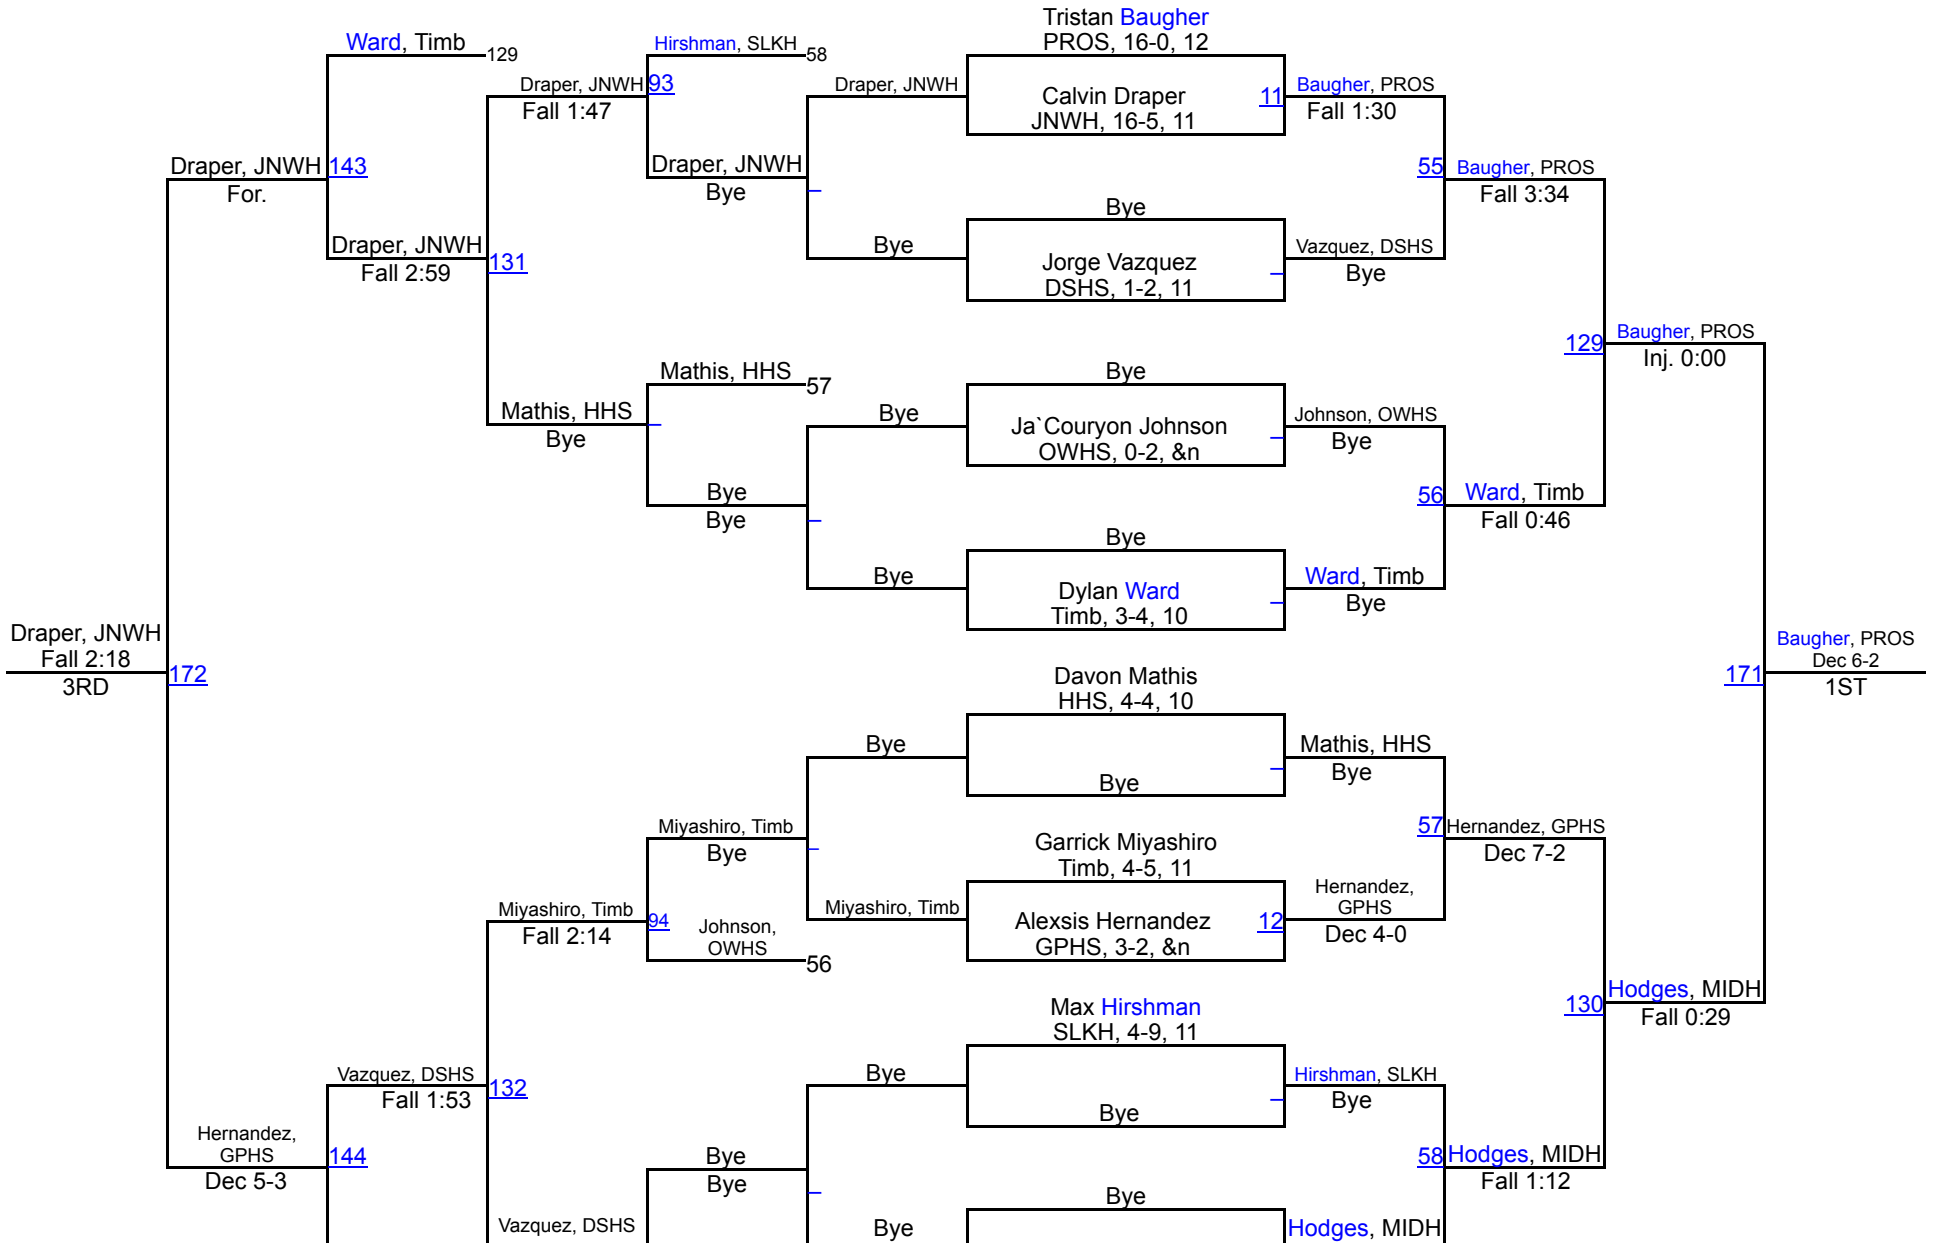 Tristan Baugher
PROS, 16-0, 12
Ward, Timb
129
Hirshman, SLKH
58
Draper, JNWH
93
Fall 1:47
Draper, JNWH
Calvin Draper
JNWH, 16-5, 11
11
Baugher, PROS
Fall 1:30
Draper, JNWH
143
For.
Draper, JNWH
Bye
55
Baugher, PROS
Fall 3:34
Bye
Draper, JNWH
Fall 2:59
131
Bye
Jorge Vazquez
DSHS, 1-2, 11
Vazquez, DSHS
Bye
129
Baugher, PROS
Inj. 0:00
Mathis, HHS
57
Bye
Mathis, HHS
Bye
Bye
Ja`Couryon Johnson
OWHS, 0-2, &n
Johnson, OWHS
Bye
Bye
Bye
56
Ward, Timb
Fall 0:46
Bye
Bye
Dylan Ward
Timb, 3-4, 10
Ward, Timb
Bye
Draper, JNWH
Fall 2:18
3RD
172
Davon Mathis
HHS, 4-4, 10
171
Baugher, PROS
Dec 6-2
1ST
Bye
Bye
Mathis, HHS
Bye
Miyashiro, Timb
Bye
Garrick Miyashiro
Timb, 4-5, 11
57
Hernandez, GPHS
Dec 7-2
Miyashiro, Timb
Fall 2:14
94
Johnson,
OWHS
56
Miyashiro, Timb
Alexsis Hernandez
GPHS, 3-2, &n
12
Hernandez,
GPHS
Dec 4-0
Max Hirshman
SLKH, 4-9, 11
130
Hodges, MIDH
Fall 0:29
Vazquez, DSHS
Fall 1:53
132
Bye
Bye
Hirshman, SLKH
Bye
Hernandez,
GPHS
Dec 5-3
144
Bye
Bye
58
Hodges, MIDH
Fall 1:12
Vazquez, DSHS
Bye
Bye
Hodges, MIDH